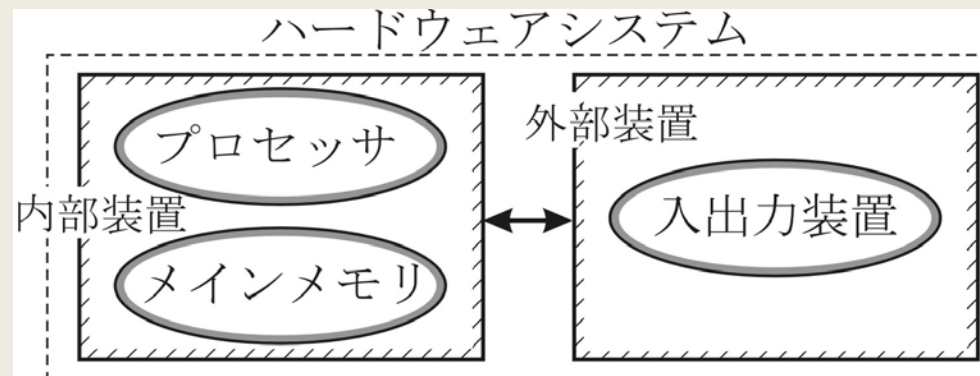 ハードウェアシステム
プロセッサ
外部装置
内部装置
入出力装置
メインメモリ